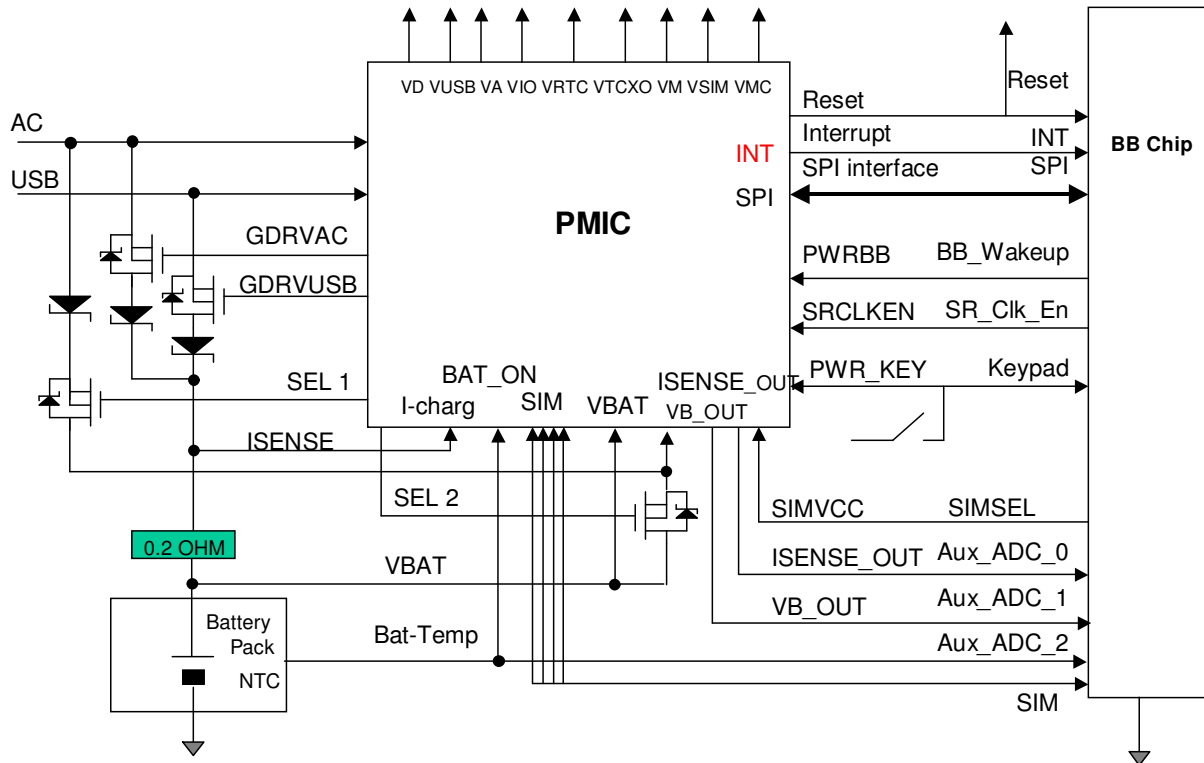 VD VUSB VA VIO VRTC VTCXO VM VSIM VMC
Reset
Reset
AC
Interrupt
INT
BB Chip
INT
SPI interface
SPI
USB
SPI
PMIC
GDRVAC
PWRBB
BB_Wakeup
GDRVUSB
SRCLKEN
SR_Clk_En
SEL 1
BAT_ON
ISENSE_OUT
PWR_KEY
Keypad
I-charg
SIM
VBAT
VB_OUT
ISENSE
SEL 2
SIMVCC
SIMSEL
0.2 OHM
VBAT
ISENSE_OUT
Aux_ADC_0
VB_OUT
Aux_ADC_1
Battery
Pack
Bat-Temp
Aux_ADC_2
NTC
SIM